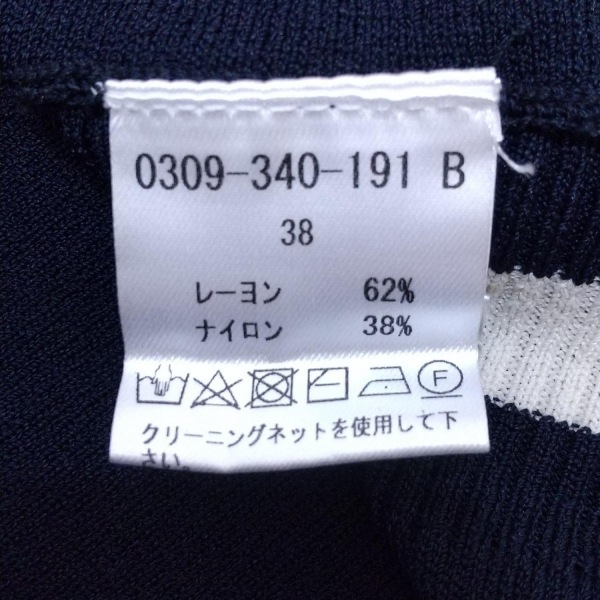 0309-340-191 B
38
レーヨン 62%
ナイロン 38%
F
クリーニングネットを使用して下
さい。